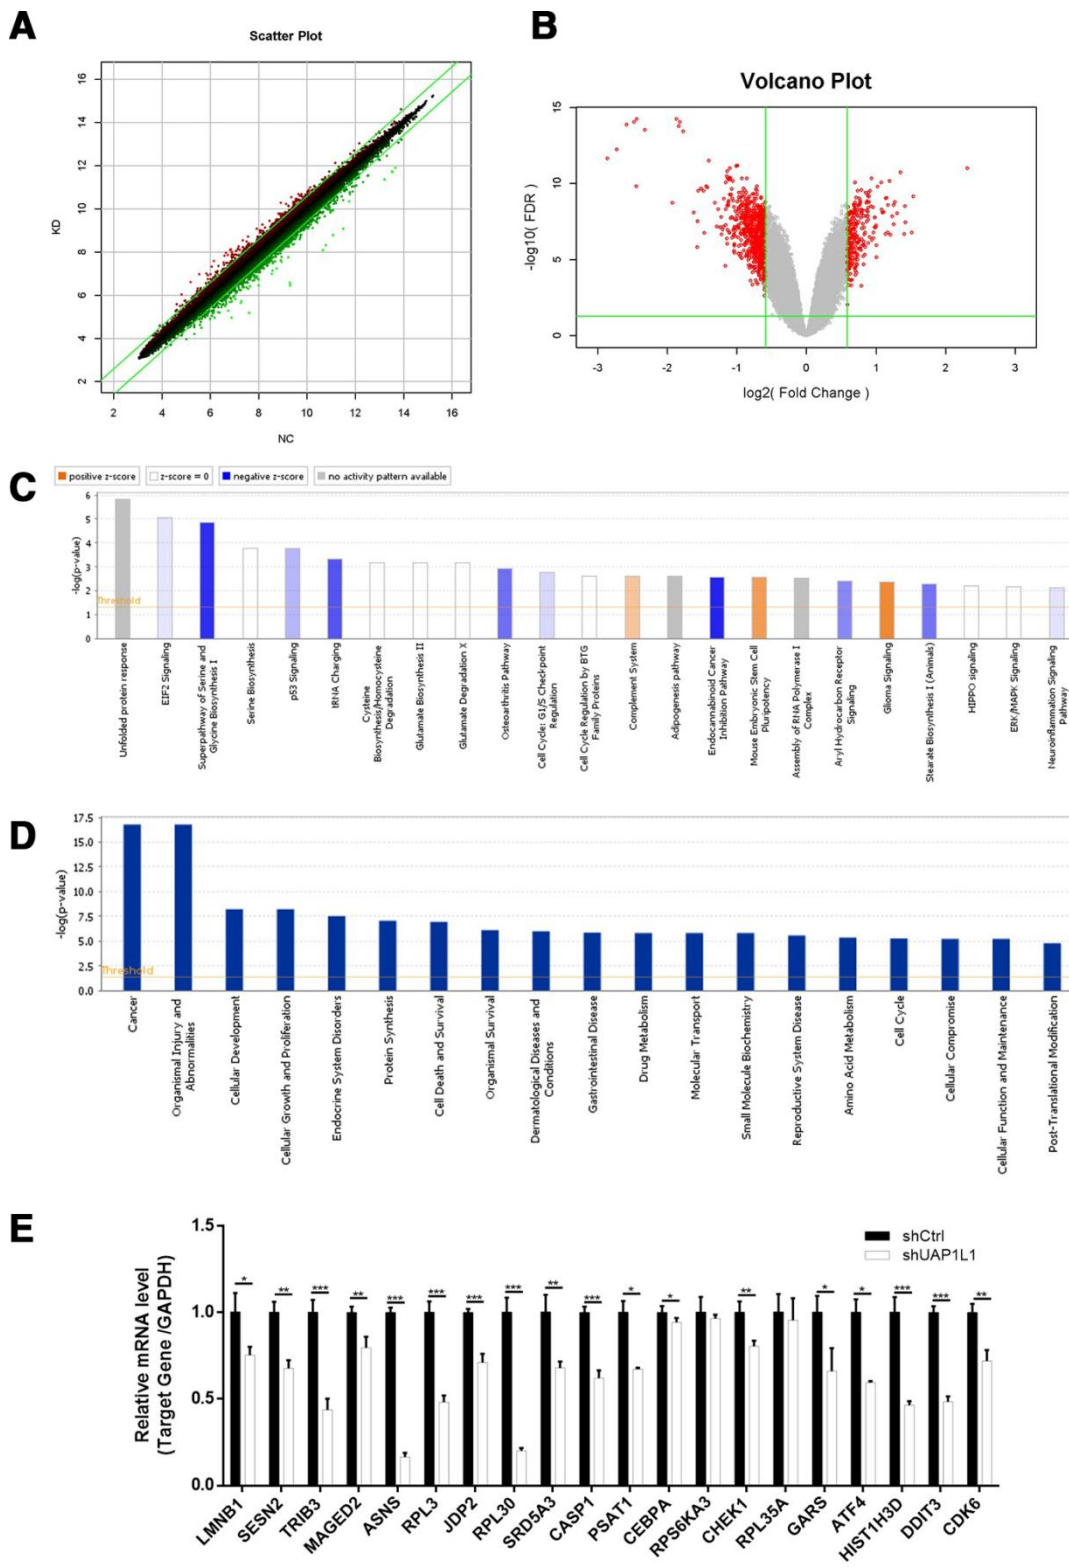 A
Scatter Plot
KD
16
14
12
10
8
6
4
2
2 4 6 8 10 12 14 16
NC
B
Volcano Plot
-log10( FDR )
15
10
5
0
-3 -2 -1 0 1 2 3
log2( Fold Change )
C
positive z-score
z-score = 0
negative z-score
no activity pattern available
-log(p-value)
6
5
4
3
2
1
0
Threshold
Unfolded protein response
EIF2 Signaling
Superpathway of Serine and
Glycine Biosynthesis I
Serine Biosynthesis
p53 Signaling
tRNA Charging
Cysteine
Biosynthesis/Homocysteine
Degradation
Glutamate Biosynthesis II
Glutamate Degradation X
Osteoarthritis Pathway
Cell Cycle: G1/S Checkpoint
Regulation
Cell Cycle Regulation by BTG
Family Proteins
Complement System
Adipogenesis pathway
Endocannabinoid Cancer
Inhibition Pathway
Mouse Embryonic Stem Cell
Pluripotency
Assembly of RNA Polymerase I
Complex
Aryl Hydrocarbon Receptor
Signaling
Glioma Signaling
Stearate Biosynthesis I (Animals)
HIPPO signaling
ERK/MAPK Signaling
Neuroinflammation Signaling
Pathway
D
-log(p-value)
17.5
15.0
12.5
10.0
7.5
5.0
2.5
0.0
Threshold
Cancer
Organismal Injury and
Abnormalities
Cellular Development
Cellular Growth and Proliferation
Endocrine System Disorders
Protein Synthesis
Cell Death and Survival
Organismal Survival
Dermatological Diseases and
Conditions
Gastrointestinal Disease
Drug Metabolism
Molecular Transport
Small Molecule Biochemistry
Reproductive System Disease
Amino Acid Metabolism
Cell Cycle
Cellular Compromise
Cellular Function and Maintenance
Post-Translational Modification
E
Relative mRNA level
(Target Gene /GAPDH)
1.5
1.0
0.5
0.0
shCtrl
shUAP1L1
* ** *** ** *** *** *** *** ** *** * * ** * * *** *** **
LMNB1
SESN2
TRIB3
MAGED2
ASNS
RPL3
JDP2
RPL30
SRD5A3
CASP1
PSAT1
CEBPA
RPS6KA3
CHEK1
RPL35A
GARS
ATF4
HIST1H3D
DDIT3
CDK6